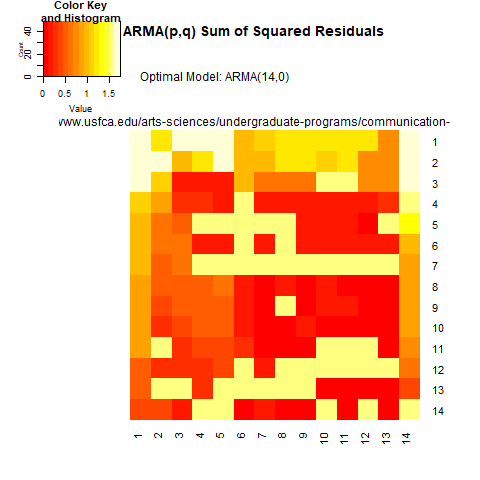 Color Key
and Histogram
ARMA(p,q) Sum of Squared Residuals
Count
0 20 40
0 0.5 1 1.5
Value
Optimal Model: ARMA(14,0)
www.usfca.edu/arts-sciences/undergraduate-programs/communication-
1
2
3
4
5
6
7
8
9
10
11
12
13
14
1 2 3 4 5 6 7 8 9 10 11 12 13 14